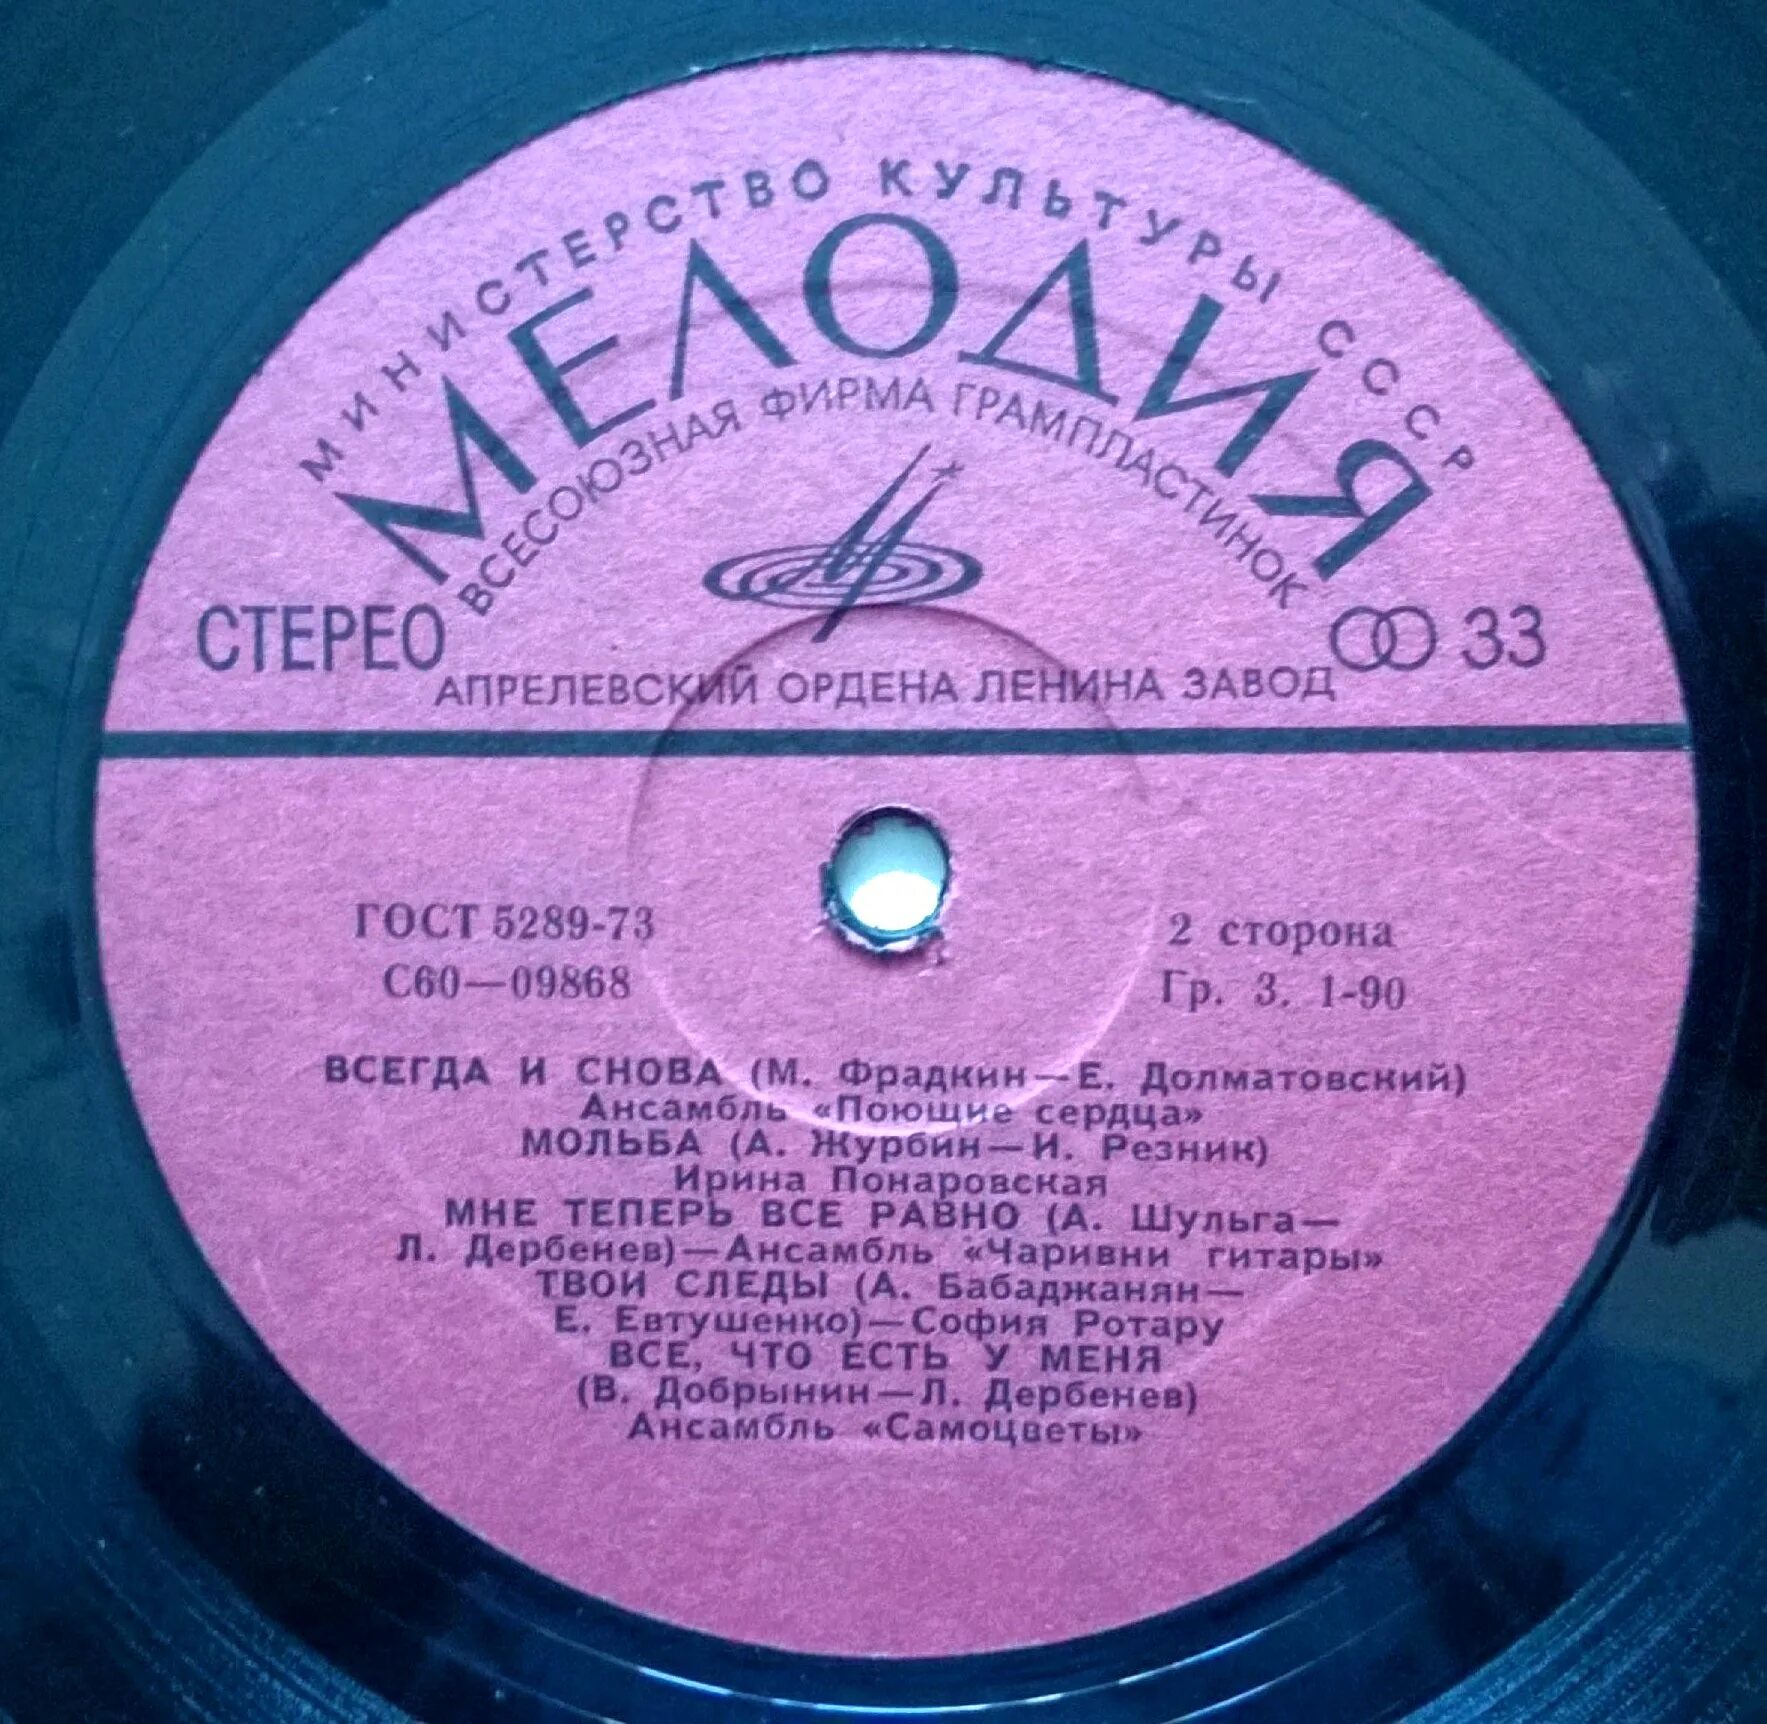 МИНИСТЕРСТВО КУЛЬТУРЫ СССР
МЕЛОДИЯ
ВСЕСОЮЗНАЯ ФИРМА ГРАМПЛАСТИНОК
СТЕРЕО
33
АПРЕЛЕВСКИЙ ОРДЕНА ЛЕНИНА ЗАВОД
ГОСТ 5289-73
2 сторона
С60—09868
Гр. 3. 1-90
ВСЕГДА И СНОВА (М. Фрадкин—Е. Долматовский)
Ансамбль «Поющие сердца»
МОЛЬБА (А. Журбин—И. Резник)
Ирина Понаровская
МНЕ ТЕПЕРЬ ВСЕ РАВНО (А. Шульга—
Л. Дербенев)—Ансамбль «Чаривни гитары»
ТВОИ СЛЕДЫ (А. Бабаджанян—
Е. Евтушенко)—София Ротару
ВСЕ, ЧТО ЕСТЬ У МЕНЯ
(В. Добрынин—Л. Дербенев)
Ансамбль «Самоцветы»